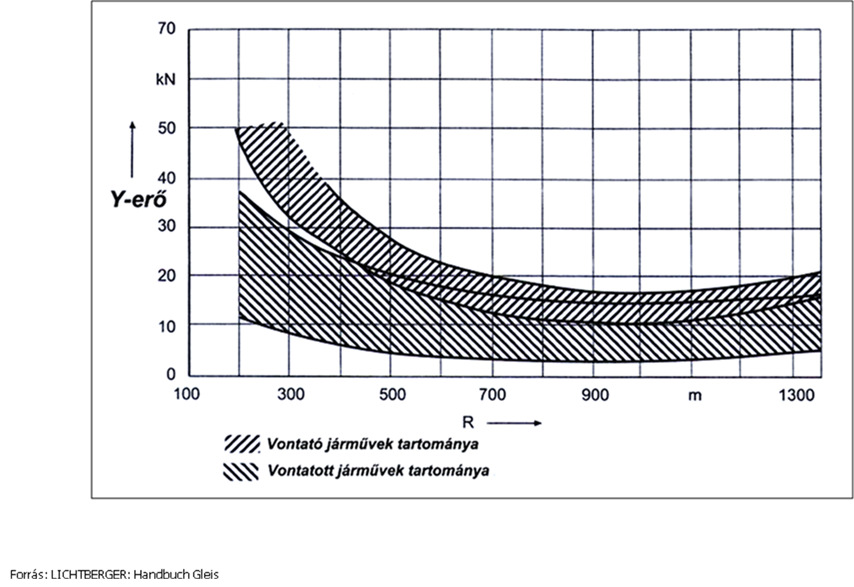 70
kN
50
40
Y-erő
30
20
10
0
100 300 500 700 900 m 1300
R
Vontató járművek tartománya
Vontatott járművek tartománya
Forrás: LICHTBERGER: Handbuch Gleis